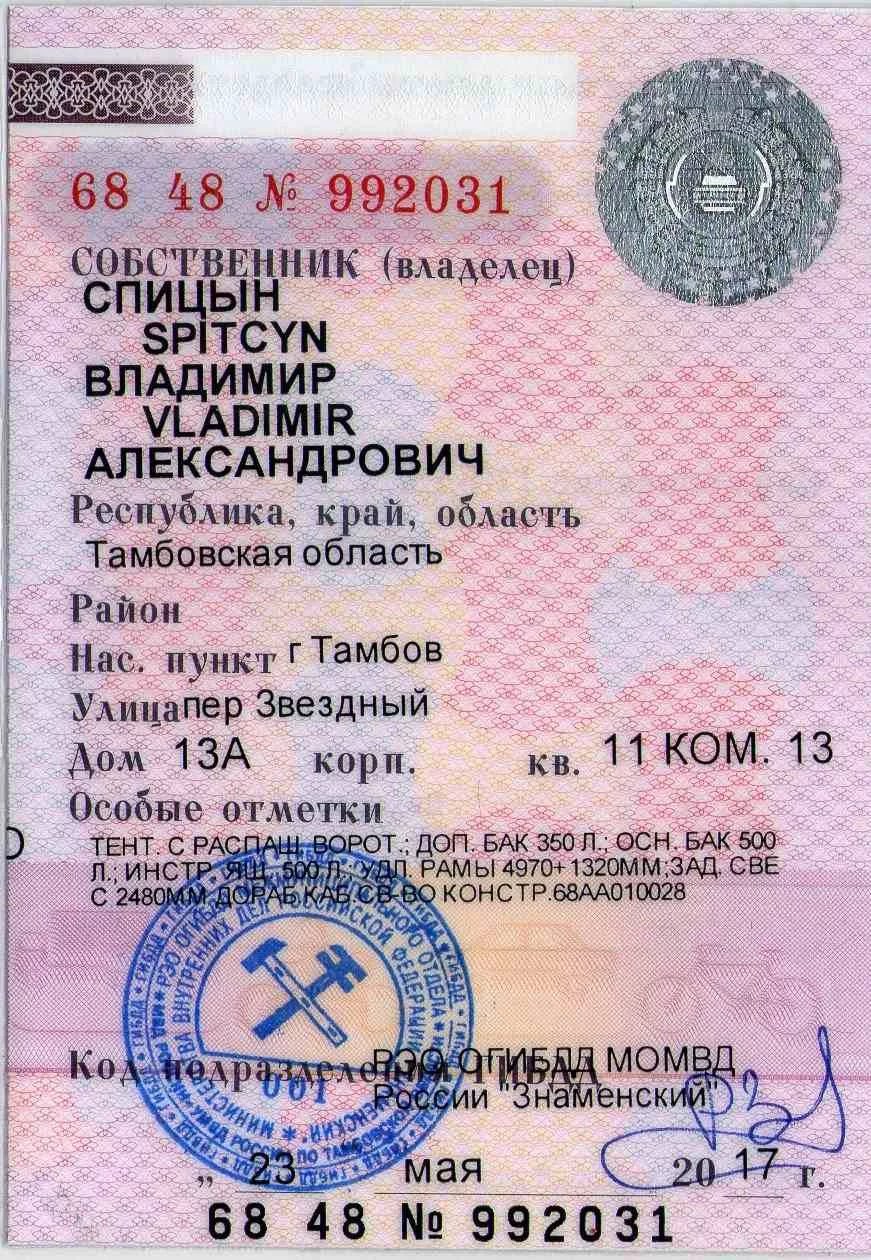 68 48 № 992031
СОБСТВЕННИК (владелец)
СПИЦЫН
SPITCYN
ВЛАДИМИР
VLADIMIR
АЛЕКСАНДРОВИЧ
Республика, край, область
Тамбовская область
Район
Нас. пункт г Тамбов
Улица пер Звездный
Дом 13А корп. кв. 11 КОМ. 13
Особые отметки
ТЕНТ. С РАСПАШ. ВОРОТ.; ДОП. БАК 350 Л.; ОСН. БАК 500
Л.; ИНСТР. ЯЩ. 500 Л.; УДЛ. РАМЫ 4970+1320ММ;ЗАД. СВЕ
С 2480ММ ДОРАБ.КАБ.СВ-ВО КОНСТР.68АА010028
Код подразделения ГИБДД
РЭО ОГИБДД МОМВД
России "Знаменский"
001
„ 23 мая 20 17 г.
68 48 № 992031